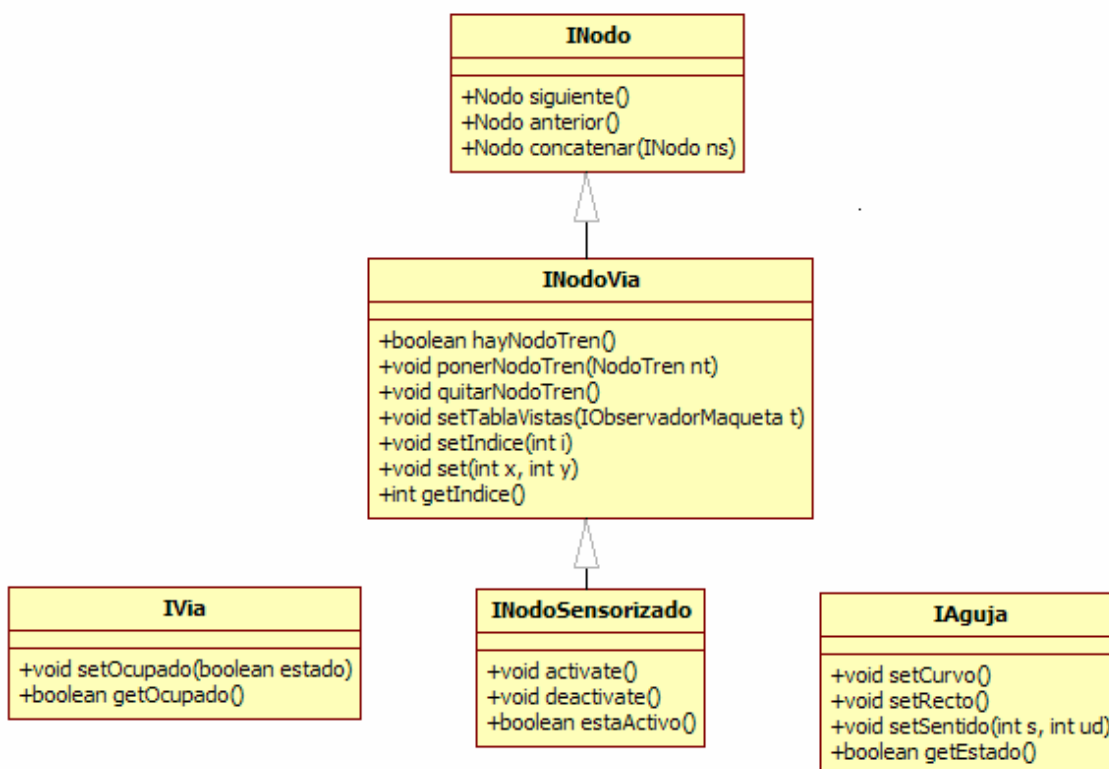 INodo
+Nodo siguiente()
+Nodo anterior()
+Nodo concatenar(INodo ns)
INodoVia
+boolean hayNodoTren()
+void ponerNodoTren(NodoTren nt)
+void quitarNodoTren()
+void setTablaVistas(IObservadorMaqueta t)
+void setIndice(int i)
+void set(int x, int y)
+int getIndice()
IVia
+void setOcupado(boolean estado)
+boolean getOcupado()
INodoSensorizado
+void activate()
+void deactivate()
+boolean estaActivo()
IAguja
+void setCurvo()
+void setRecto()
+void setSentido(int s, int ud)
+boolean getEstado()